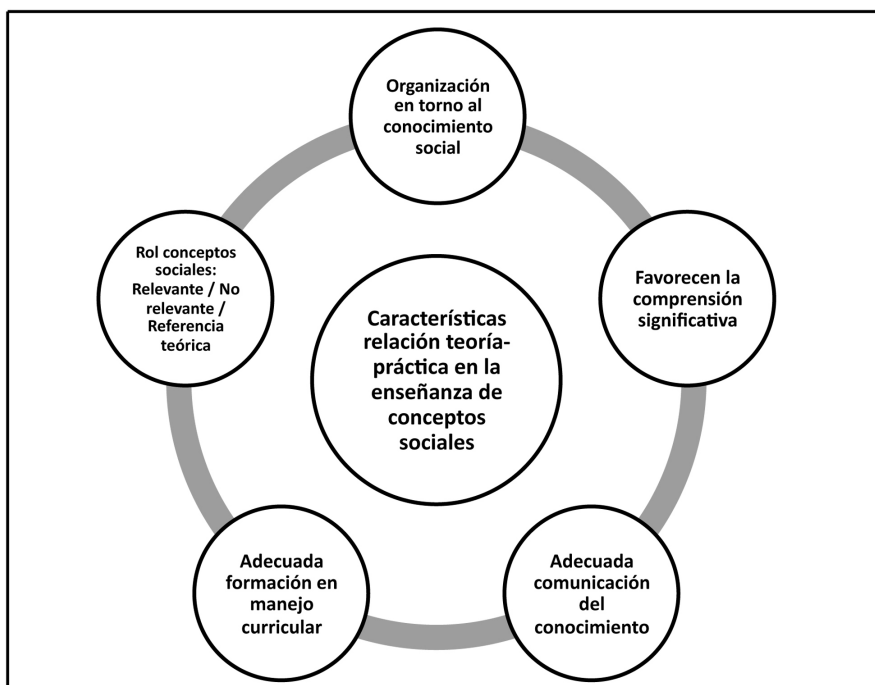 Organización
en torno al
conocimiento
social
Favorecen la
comprensión
significativa
Adecuada
comunicación
del
conocimiento
Adecuada
formación en
manejo
curricular
Rol conceptos
sociales:
Relevante / No
relevante /
Referencia
teórica
Características
relación teoría-
práctica en la
enseñanza de
conceptos
sociales